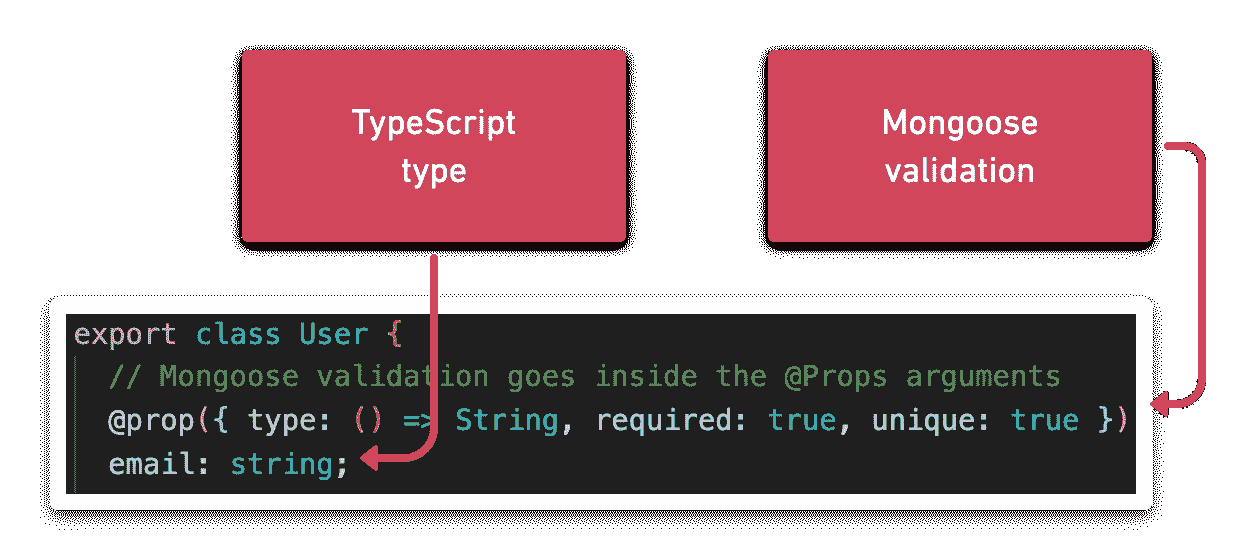 TypeScript
type
Mongoose
validation
export class User {
// Mongoose validation goes inside the @Props arguments
@prop({ type: () => String, required: true, unique: true })
email: string;